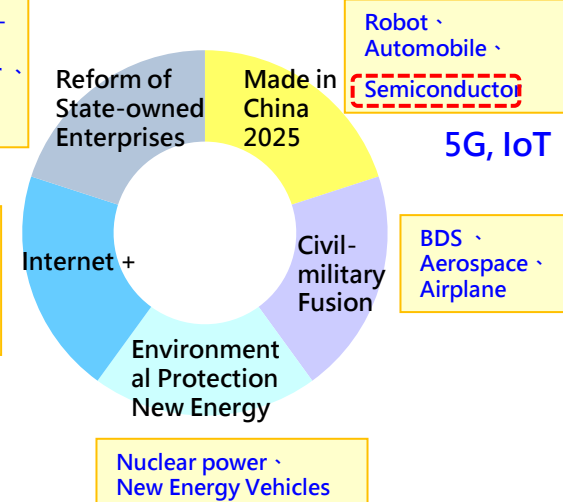 Robot、
Automobile、
Semiconductor
5G, IoT
Reform of
State-owned
Enterprises
Made in
China
2025
Internet +
Civil-
military
Fusion
BDS 、
Aerospace、
Airplane
Environment
al Protection
New Energy
Nuclear power、
New Energy Vehicles